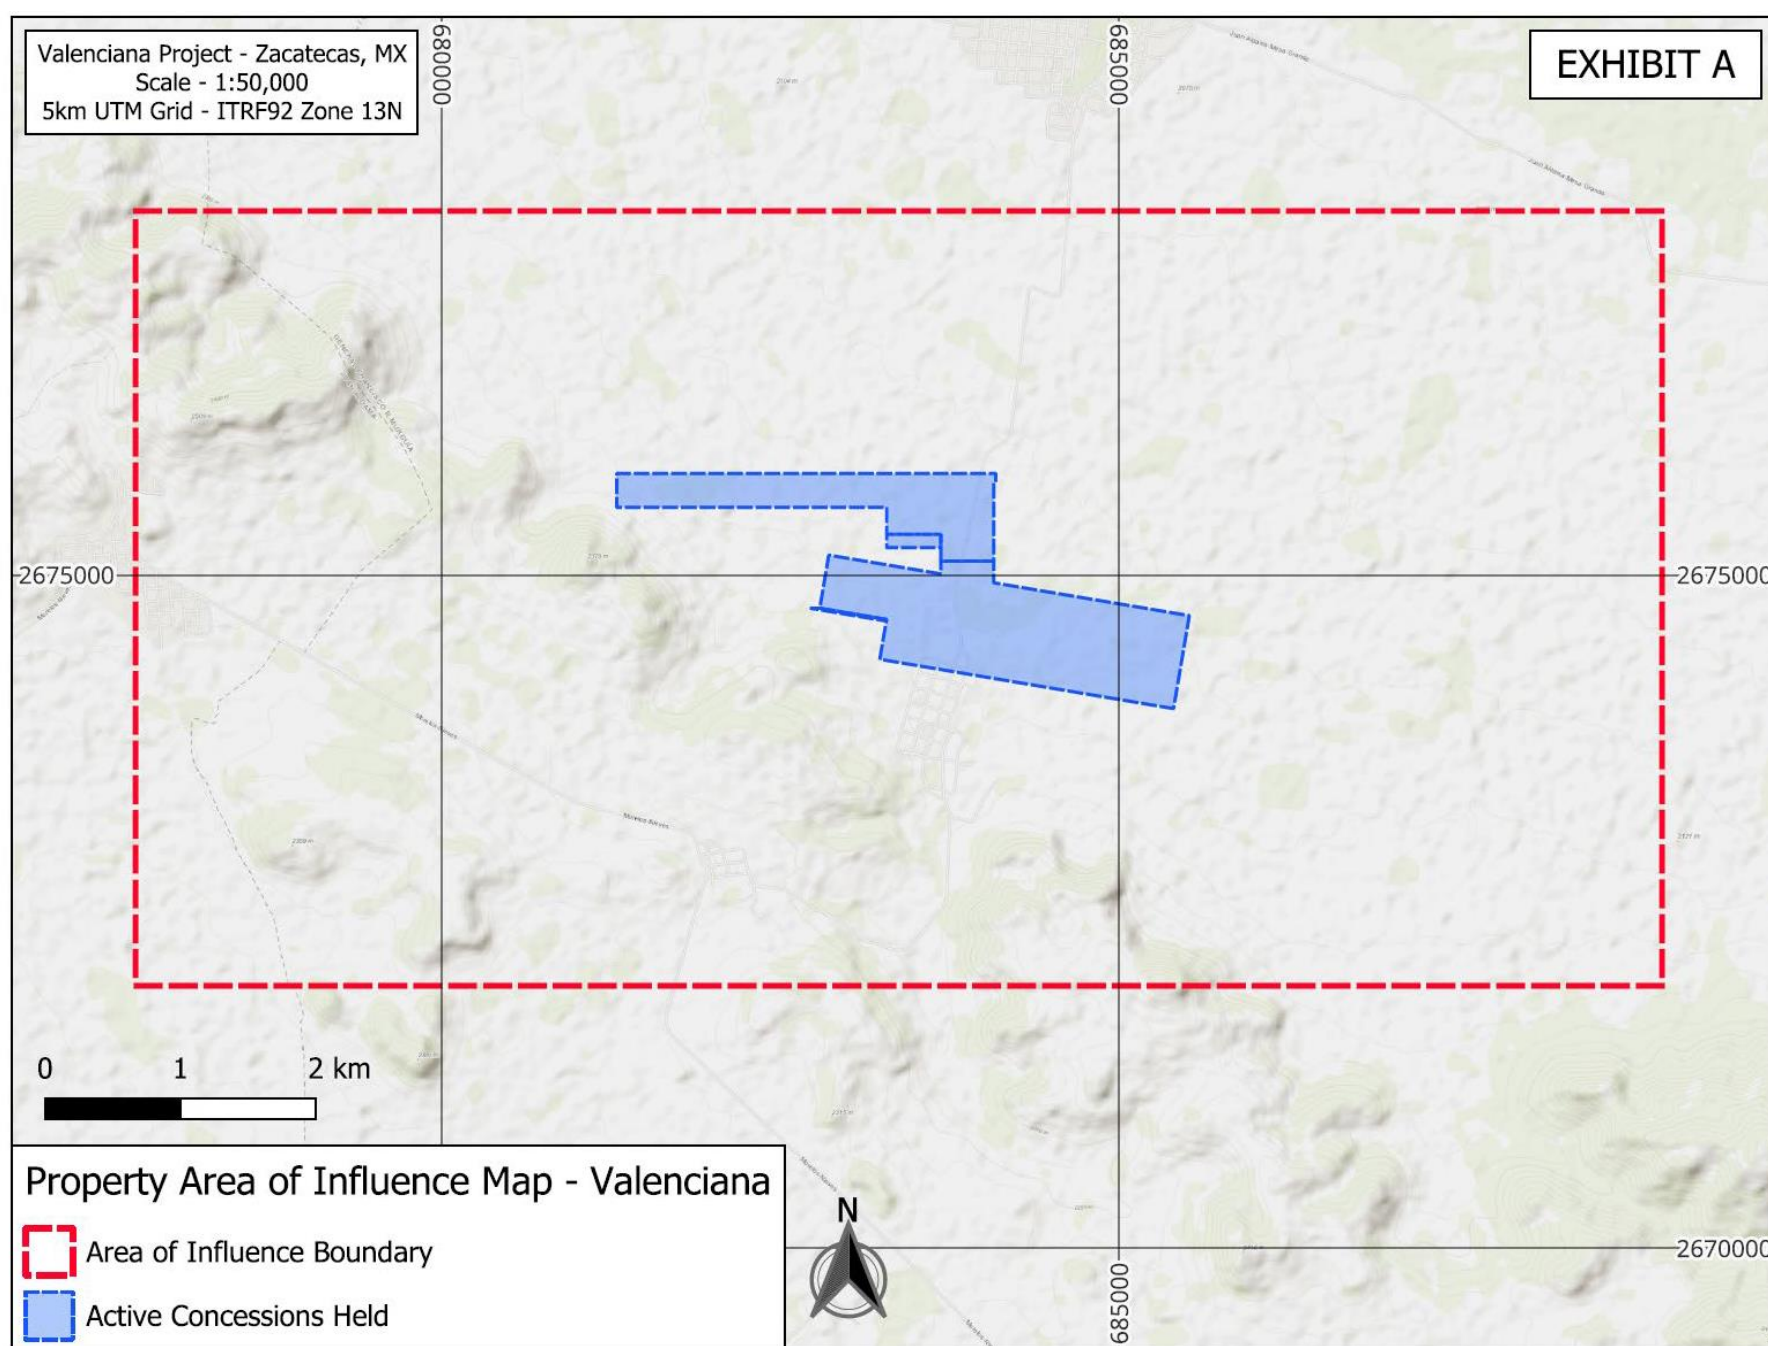 Valenciana Project - Zacatecas, MX
Scale - 1:50,000
5km UTM Grid - ITRF92 Zone 13N
680000
685000
EXHIBIT A
2675000
2675000
0 1 2 km
Property Area of Influence Map - Valenciana
Area of Influence Boundary
Active Concessions Held
N
685000
2670000